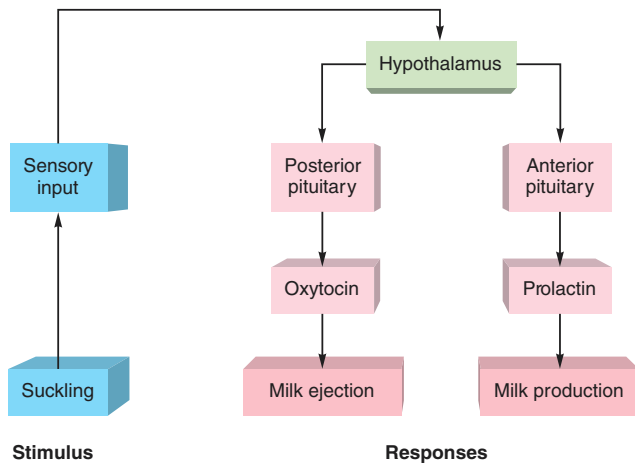 Hypothalamus
Sensory
input
Posterior
pituitary
Anterior
pituitary
Oxytocin
Prolactin
Suckling
Milk ejection
Milk production
Stimulus
Responses